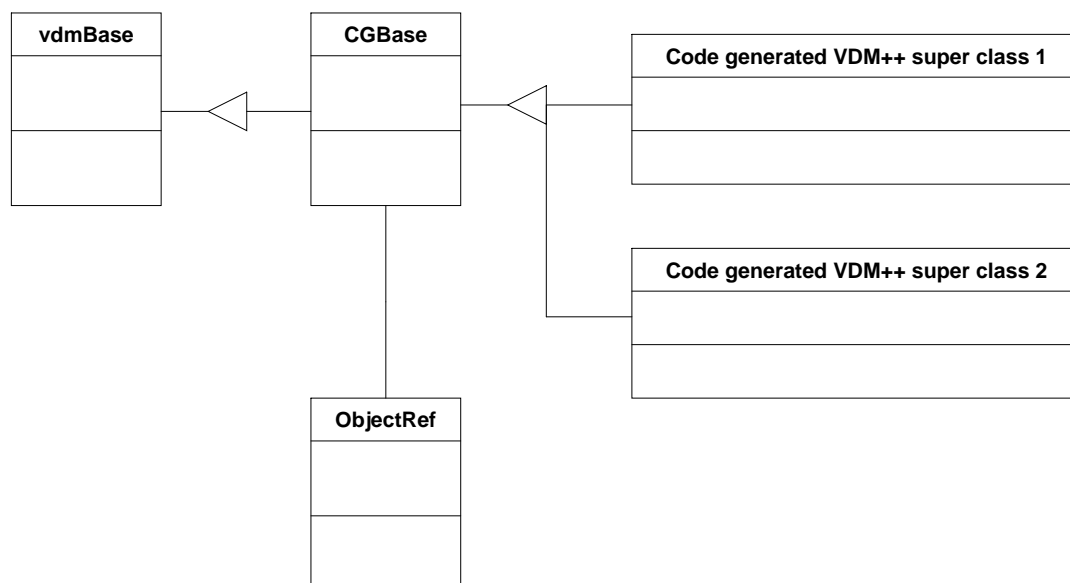 vdmBase
CGBase
Code generated VDM++ super class 1
Code generated VDM++ super class 2
ObjectRef